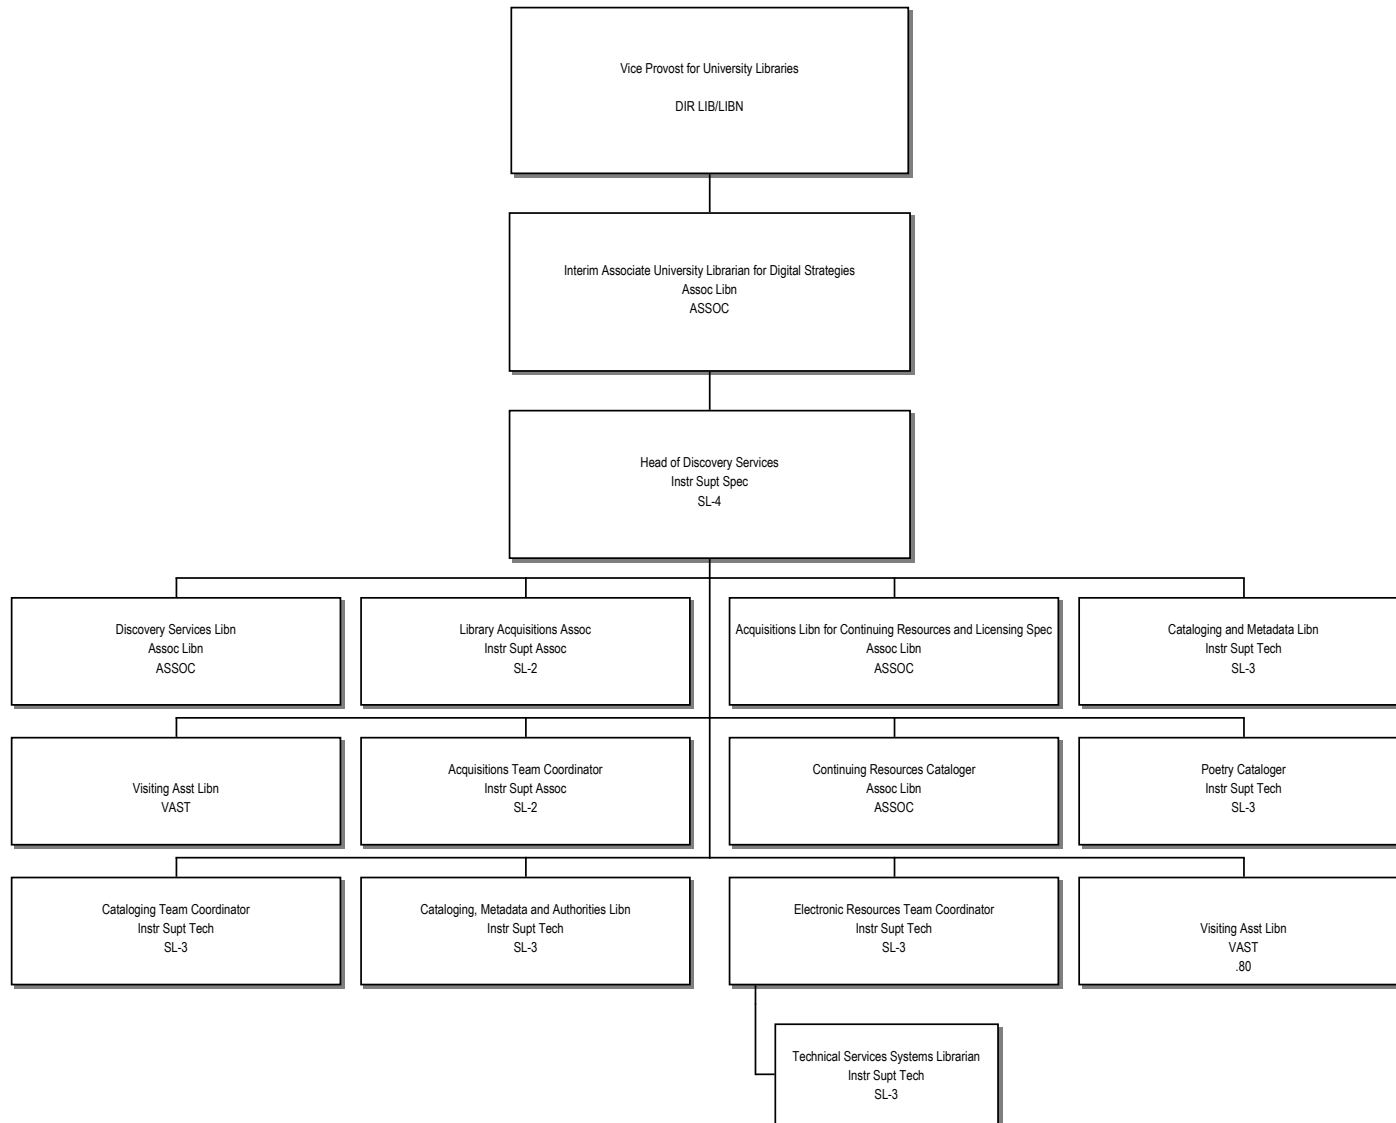 Vice Provost for University Libraries
DIR LIB/LIBN
Interim Associate University Librarian for Digital Strategies
Assoc Libn
ASSOC
Head of Discovery Services
Instr Supt Spec
SL-4
Discovery Services Libn
Assoc Libn
ASSOC
Library Acquisitions Assoc
Instr Supt Assoc
SL-2
Acquisitions Libn for Continuing Resources and Licensing Spec
Assoc Libn
ASSOC
Cataloging and Metadata Libn
Instr Supt Tech
SL-3
Visiting Asst Libn
VAST
Acquisitions Team Coordinator
Instr Supt Assoc
SL-2
Continuing Resources Cataloger
Assoc Libn
ASSOC
Poetry Cataloger
Instr Supt Tech
SL-3
Cataloging Team Coordinator
Instr Supt Tech
SL-3
Cataloging, Metadata and Authorities Libn
Instr Supt Tech
SL-3
Electronic Resources Team Coordinator
Instr Supt Tech
SL-3
Visiting Asst Libn
VAST
.80
Technical Services Systems Librarian
Instr Supt Tech
SL-3